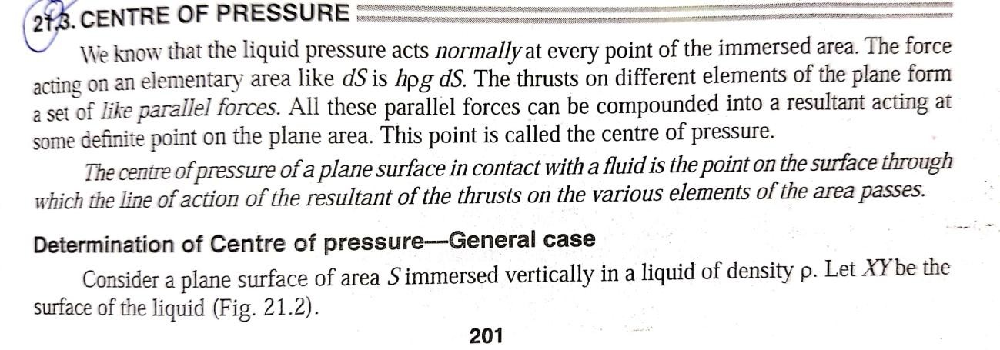 21.3. CENTRE OF PRESSURE
We know that the liquid pressure acts normally at every point of the immersed area. The force
acting on an elementary area like dS is hρg dS. The thrusts on different elements of the plane form
a set of like parallel forces. All these parallel forces can be compounded into a resultant acting at
some definite point on the plane area. This point is called the centre of pressure.
The centre of pressure of a plane surface in contact with a fluid is the point on the surface through
which the line of action of the resultant of the thrusts on the various elements of the area passes.
Determination of Centre of pressure—General case
Consider a plane surface of area S immersed vertically in a liquid of density ρ. Let XY be the
surface of the liquid (Fig. 21.2).
201